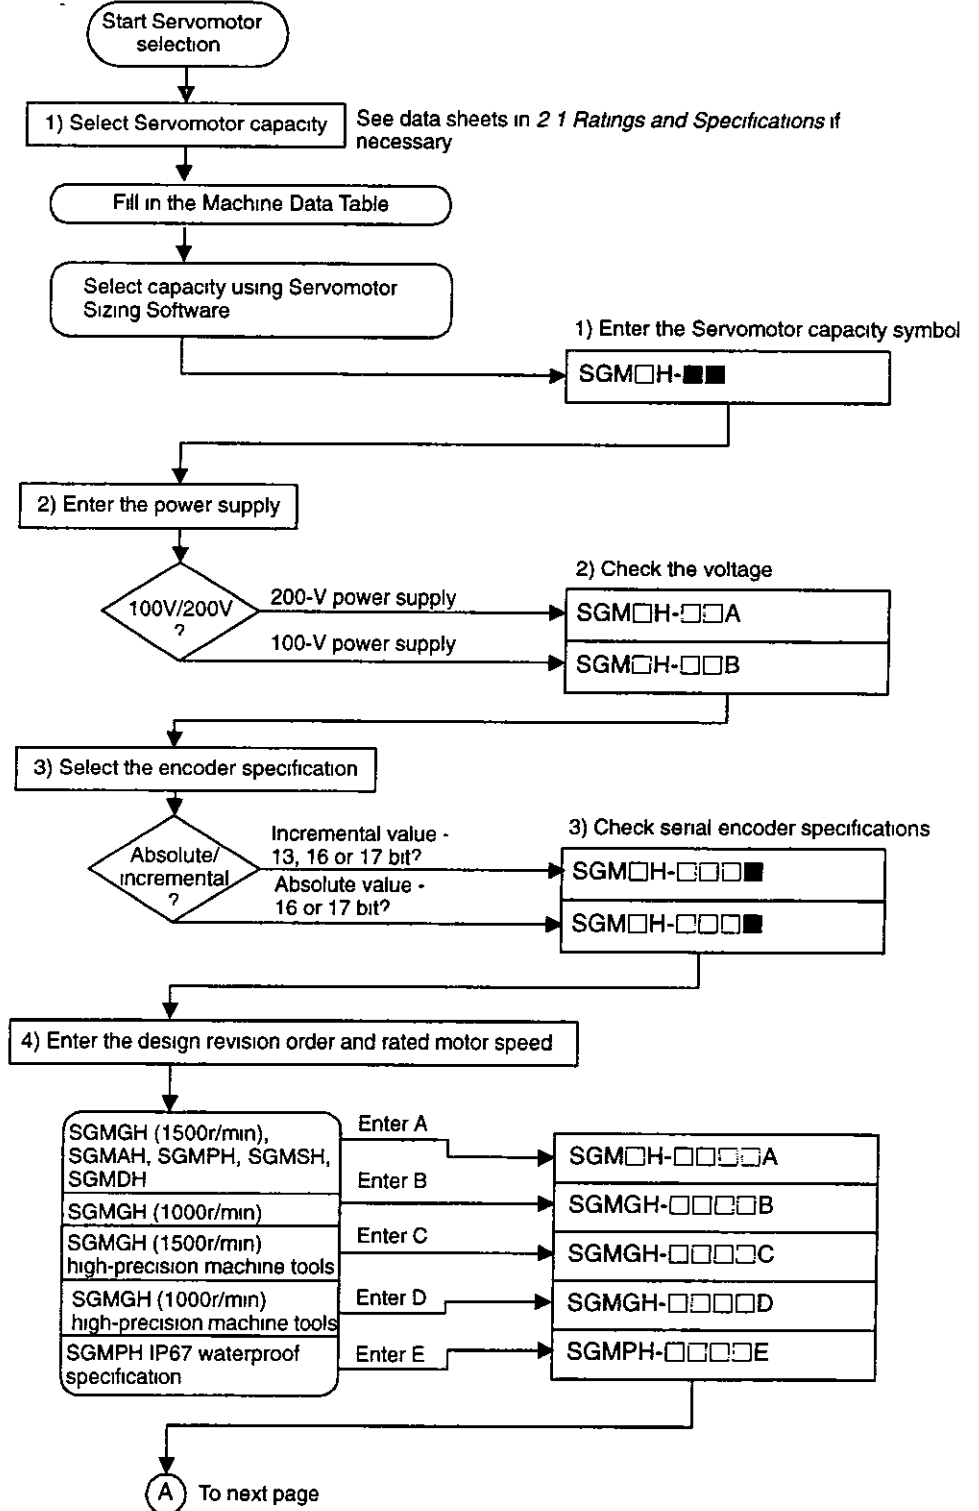 Start Servomotor
selection
1) Select Servomotor capacity
See data sheets in 2 1 Ratings and Specifications if
necessary
Fill in the Machine Data Table
Select capacity using Servomotor
Sizing Software
1) Enter the Servomotor capacity symbol
SGM□H-■■
2) Enter the power supply
100V/200V
?
200-V power supply
100-V power supply
2) Check the voltage
SGM□H-□□A
SGM□H-□□B
3) Select the encoder specification
Absolute/
incremental
?
Incremental value -
13, 16 or 17 bit?
Absolute value -
16 or 17 bit?
3) Check serial encoder specifications
SGM□H-□□□■
SGM□H-□□□■
4) Enter the design revision order and rated motor speed
SGMGH (1500r/min),
SGMAH, SGMPH, SGMSH,
SGMDH
Enter A
SGM□H-□□□□A
SGMGH (1000r/min)
Enter B
SGMGH-□□□□B
SGMGH (1500r/min)
high-precision machine tools
Enter C
SGMGH-□□□□C
SGMGH (1000r/min)
high-precision machine tools
Enter D
SGMGH-□□□□D
SGMPH IP67 waterproof
specification
Enter E
SGMPH-□□□□E
A
To next page